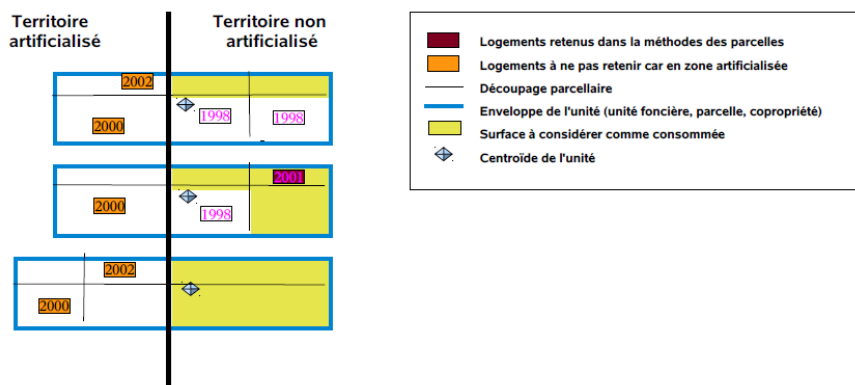 Territoire
artificialisé
Territoire non
artificialisé
2002
2000
1998
1998
2001
2000
1998
2002
2000
Logements retenus dans la méthodes des parcelles
Logements à ne pas retenir car en zone artificialisée
Découpage parcellaire
Enveloppe de l'unité (unité foncière, parcelle, copropriété)
Surface à considérer comme consommée
Centroïde de l'unité